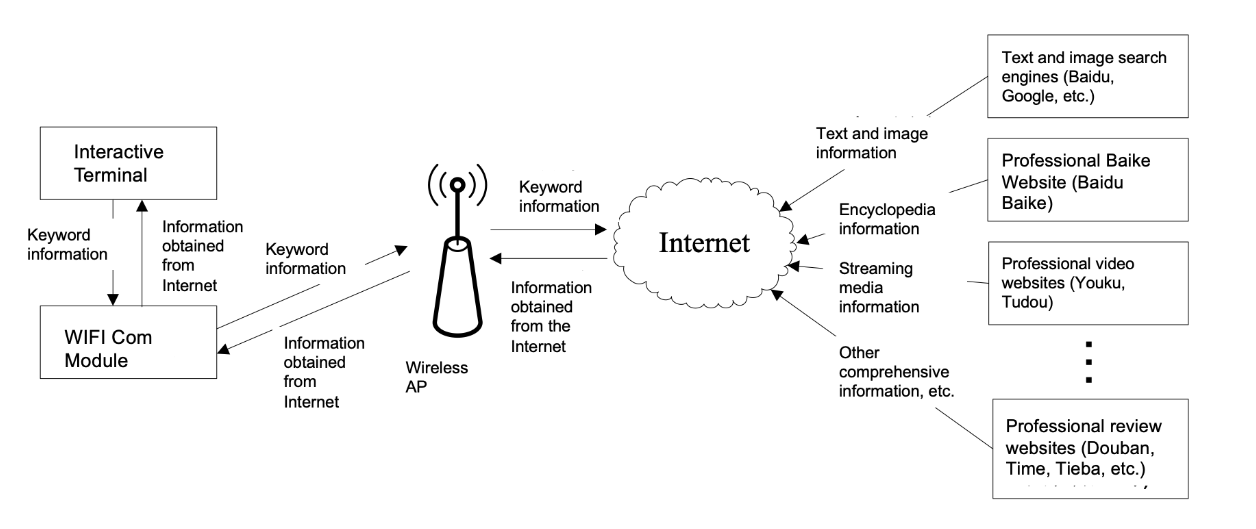 Interactive
Terminal
Keyword
information
Information
obtained
from
Internet
WIFI Com
Module
Keyword
information
Information
obtained
from
Internet
Wireless
AP
Keyword
information
Information
obtained
from the
Internet
Internet
Text and image
information
Encyclopedia
information
Streaming
media
information
Other
comprehensive
information, etc.
Text and image search
engines (Baidu,
Google, etc.)
Professional Baike
Website (Baidu
Baike)
Professional video
websites (Youku,
Tudou)
Professional review
websites (Douban,
Time, Tieba, etc.)